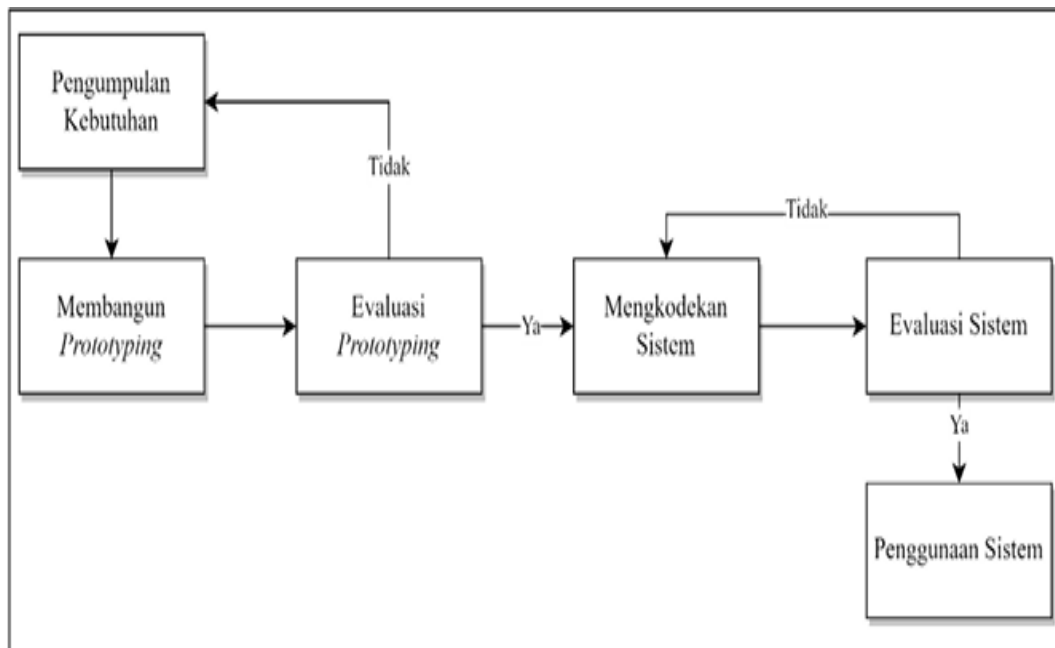 Pengumpulan
Kebutuhan
Tidak
Tidak
Membangun
Prototyping
Evaluasi
Prototyping
Ya
Mengkodekan
Sistem
Evaluasi Sistem
Ya
Penggunaan Sistem